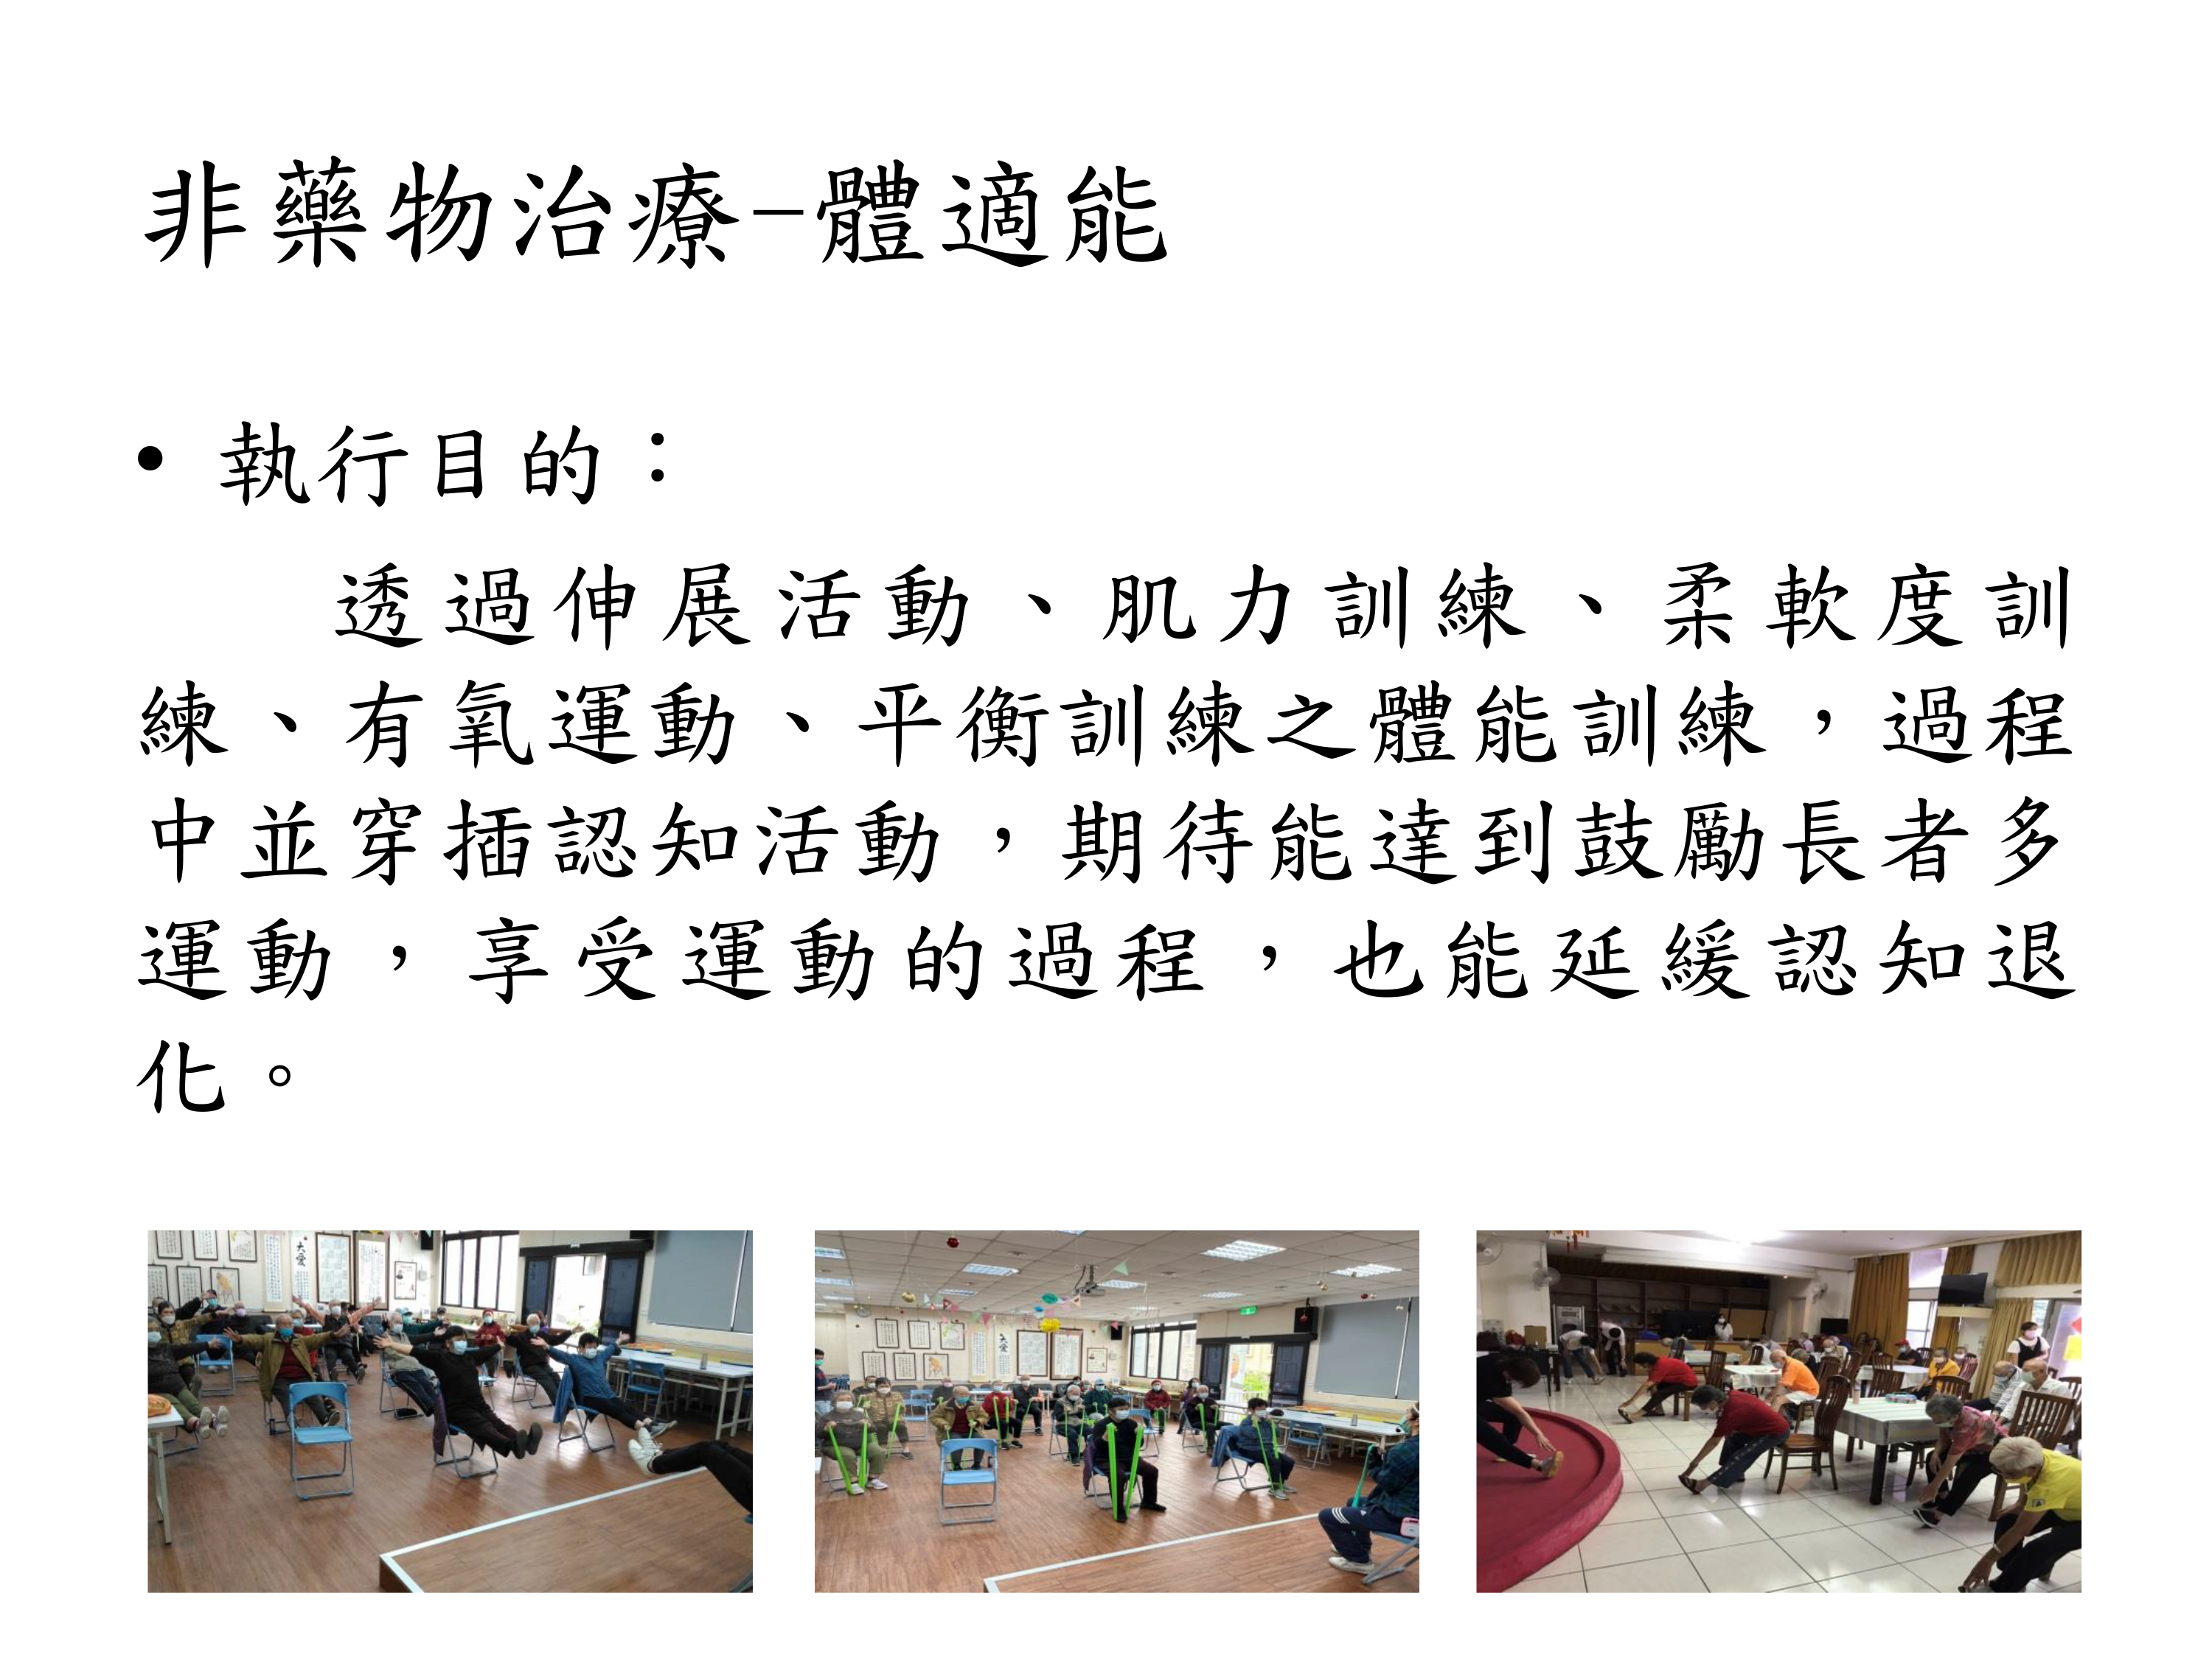 非藥物治療-體適能
• 執行目的：
透過伸展活動、肌力訓練、柔軟度訓
練、有氧運動、平衡訓練之體能訓練，過程
中並穿插認知活動，期待能達到鼓勵長者多
運動，享受運動的過程，也能延緩認知退
化。
大愛
大愛